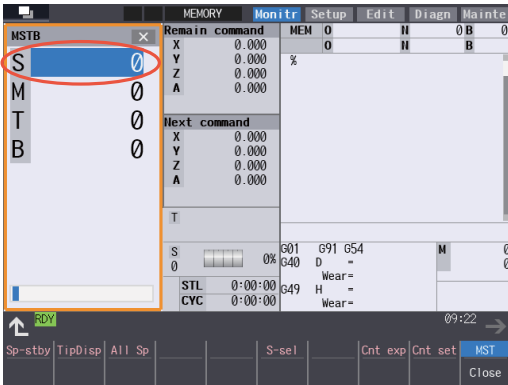 MEMORY Monitr Setup Edit Diagn Mainte
MSTB
S 0
M 0
T 0
B 0
Remain command
X 0.000
Y 0.000
Z 0.000
A 0.000
Next command
X 0.000
Y 0.000
Z 0.000
A 0.000
T
S
0 0%
STL 0:00:00
CYC 0:00:00
MEM O N 0 B 0
O N B
%
G01 G91 G54 M 0
G40 D = 0
Wear=
G49 H =
Wear=
RDY 09:22
Sp-stby TipDisp All Sp S-sel Cnt exp Cnt set MST
Close